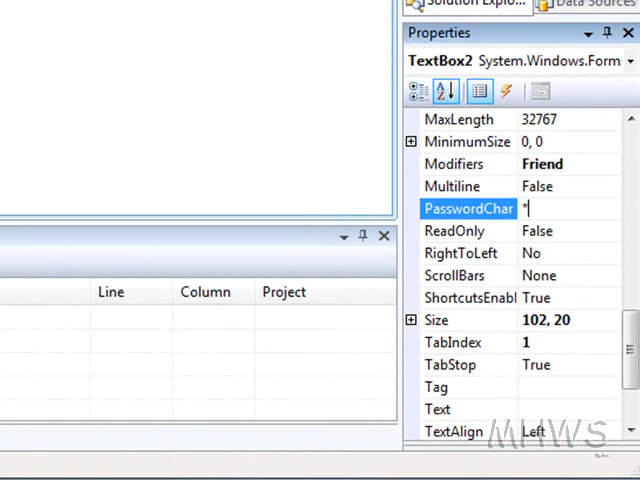 Solution Explo... Data Sources
Properties
TextBox2 System.Windows.Form
MaxLength 32767
MinimumSize 0, 0
Modifiers Friend
Multiline False
PasswordChar *
ReadOnly False
RightToLeft No
ScrollBars None
ShortcutsEnabl True
Size 102, 20
TabIndex 1
TabStop True
Tag
Text
TextAlign Left
Line Column Project
MHWS